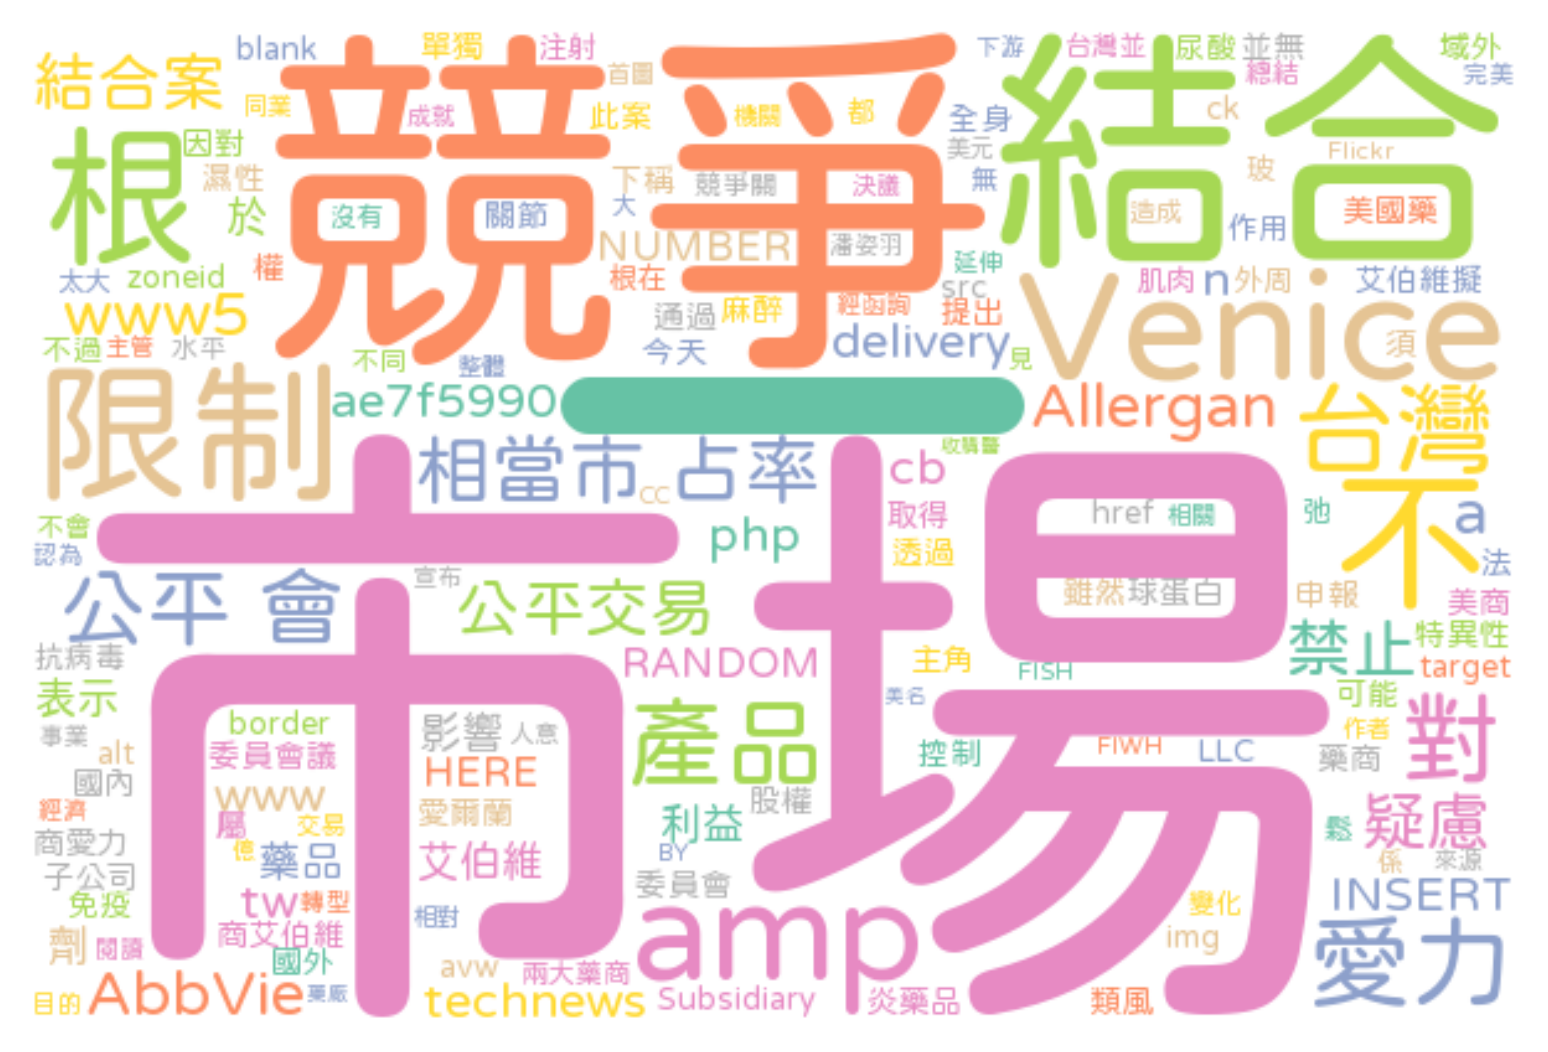 結合案
blank
單獨
注射
首圖
競爭
下游
台灣並
尿酸
並無
域外
結合
同業
成就
此案
機關
都
全身
總結
完美
ck
根
因對
濕性
於
沒有
關節
下稱
大
競爭關
決議
美元
無
Flickr
玻
造成
作用
美國藥
NUMBER
潘姿羽
太大
zoneid
權
根在
延伸
src
肌肉
n
外周
艾伯維擬
www5
通過
麻醉
經函詢
提出
Venice
須
不過
主管
水平
不同
整體
今天
delivery
見
限制
ae7f5990
一
Allergan
台灣
相當
市
占率
cc
收購醫
cb
不
不會
認為
php
取得
透過
href
相關
弛
a
法
市場
公平
會
宣布
公平交易
雖然
球蛋白
申報
美商
抗病毒
RANDOM
主角
FISH
禁止
特異性
target
表示
美名
可能
事業
border
影響
人意
產品
作者
對
alt
委員會議
HERE
控制
FIWH
LLC
藥商
國內
www
股權
經濟
屬
交易
愛爾蘭
利益
疑慮
商愛力
億
藥品
艾伯維
BY
鬆
子公司
委員會
係
來源
免疫
tw
轉型
相對
變化
INSERT
商艾伯維
amp
img
劑
閱讀
國外
avw
兩大藥商
愛力
目的
AbbVie
藥廠
technews
Subsidiary
炎藥品
類風